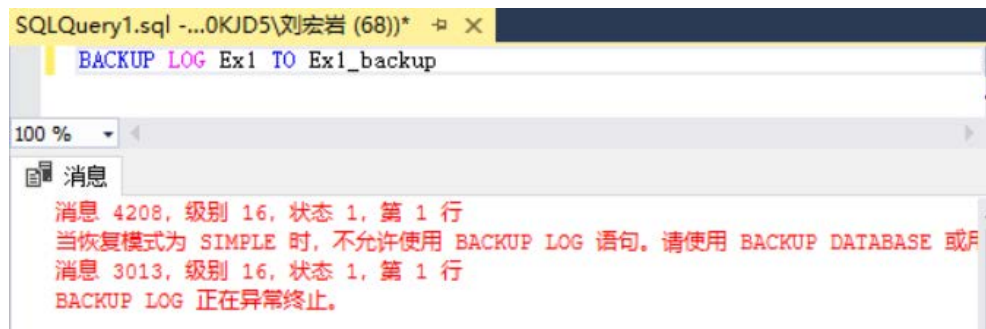 SQLQuery1.sql -...0KJD5\刘宏岩 (68))*
BACKUP LOG Ex1 TO Ex1_backup
100 %
消息
消息 4208，级别 16，状态 1，第 1 行
当恢复模式为 SIMPLE 时，不允许使用 BACKUP LOG 语句。请使用 BACKUP DATABASE 或
消息 3013，级别 16，状态 1，第 1 行
BACKUP LOG 正在异常终止。